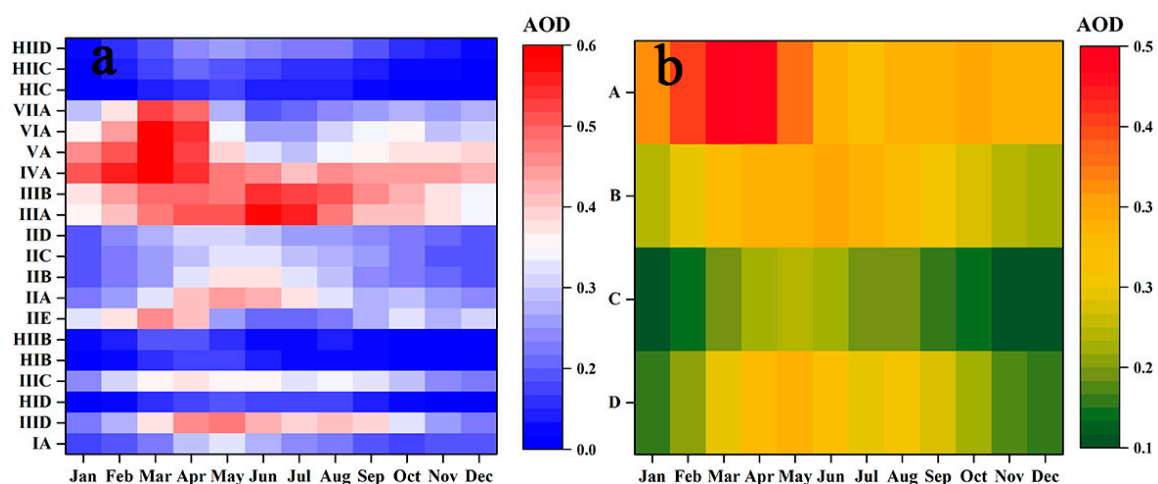 AOD
AOD
a
b
HIID
HIIC
HIC
VIIA
VIA
VA
IVA
IIIB
IIIA
IID
IIC
IIB
IIA
IIE
HIIB
HIB
IIIC
HID
IIID
IA
0.6
0.5
0.4
0.3
0.2
0.0
Jan Feb Mar Apr May Jun Jul Aug Sep Oct Nov Dec
A
B
C
D
0.5
0.4
0.3
0.2
0.1
Jan Feb Mar Apr May Jun Jul Aug Sep Oct Nov Dec